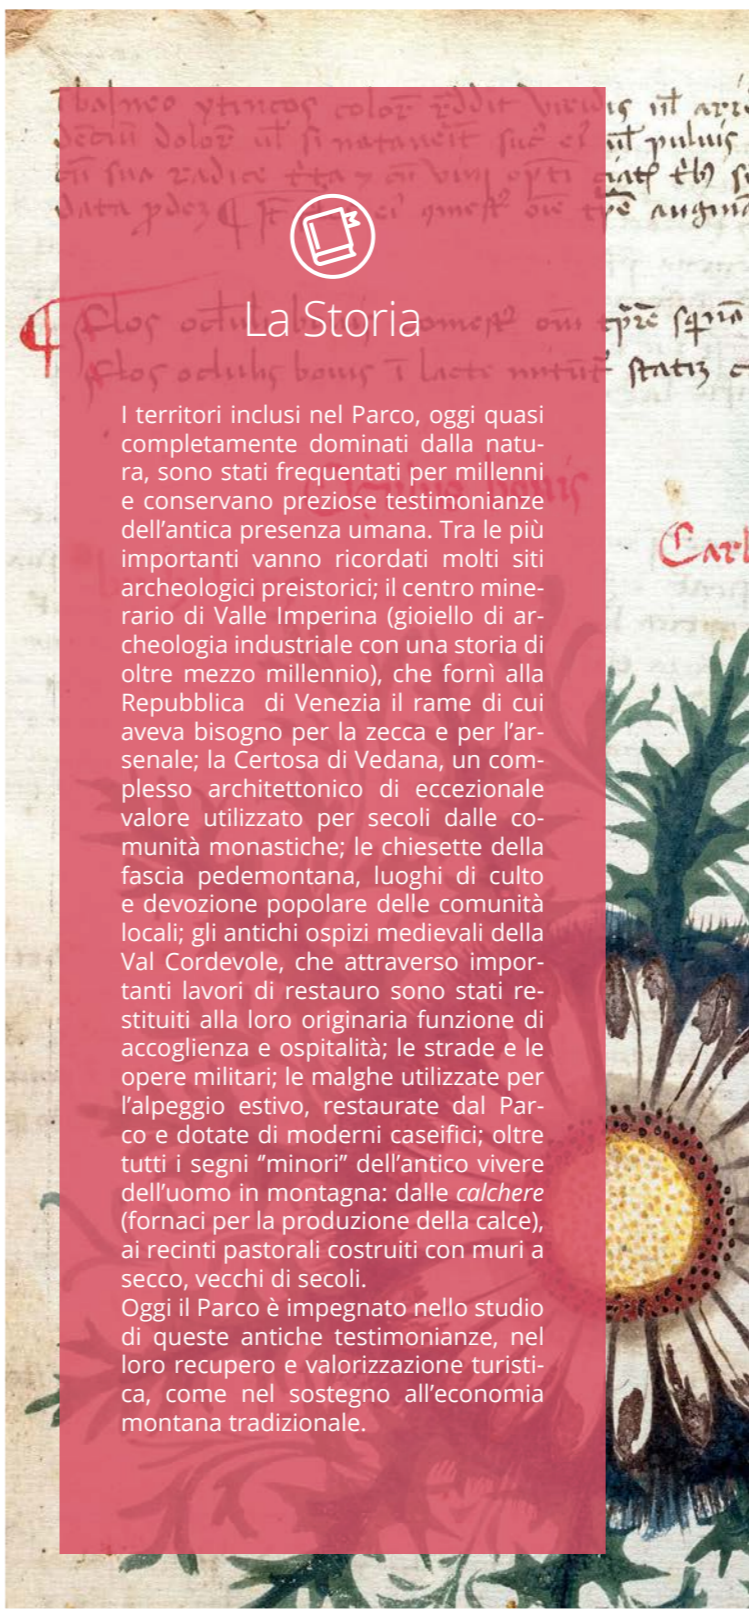 La Storia
I territori inclusi nel Parco, oggi quasi
completamente dominati dalla natu-
ra, sono stati frequentati per millenni
e conservano preziose testimonianze
dell'antica presenza umana. Tra le più
importanti vanno ricordati molti siti
archeologici preistorici; il centro mine-
rario di Valle Imperina (gioiello di ar-
cheologia industriale con una storia di
oltre mezzo millennio), che fornì alla
Repubblica  di Venezia il rame di cui
aveva bisogno per la zecca e per l'ar-
senale; la Certosa di Vedana, un com-
plesso architettonico di eccezionale
valore utilizzato per secoli dalle co-
munità monastiche; le chiesette della
fascia pedemontana, luoghi di culto
e devozione popolare delle comunità
locali; gli antichi ospizi medievali della
Val Cordevole, che attraverso impor-
tanti lavori di restauro sono stati re-
stituiti alla loro originaria funzione di
accoglienza e ospitalità; le strade e le
opere militari; le malghe utilizzate per
l'alpeggio estivo, restaurate dal Par-
co e dotate di moderni caseifici; oltre
tutti i segni "minori" dell'antico vivere
dell'uomo in montagna: dalle calchere
(fornaci per la produzione della calce),
ai recinti pastorali costruiti con muri a
secco, vecchi di secoli.
Oggi il Parco è impegnato nello studio
di queste antiche testimonianze, nel
loro recupero e valorizzazione turisti-
ca, come nel sostegno all'economia
montana tradizionale.